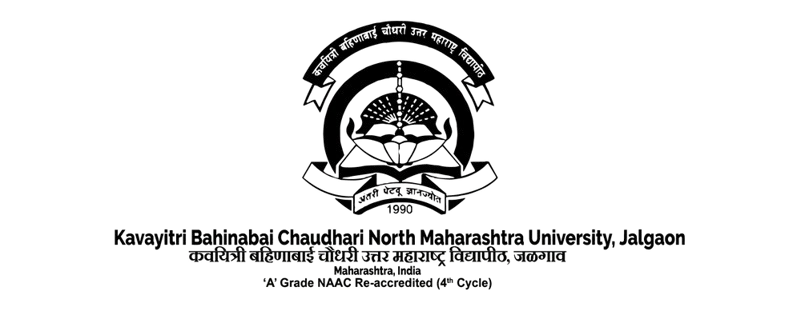 कवयित्री बहिणाबाई चौधरी उत्तर महाराष्ट्र विद्यापीठ
अंतरी पेटवू ज्ञानज्योत
1990
Kavayitri Bahinabai Chaudhari North Maharashtra University, Jalgaon
कवयित्री बहिणाबाई चौधरी उत्तर महाराष्ट्र विद्यापीठ, जळगाव
Maharashtra, India
‘A’ Grade NAAC Re-accredited (4th Cycle)